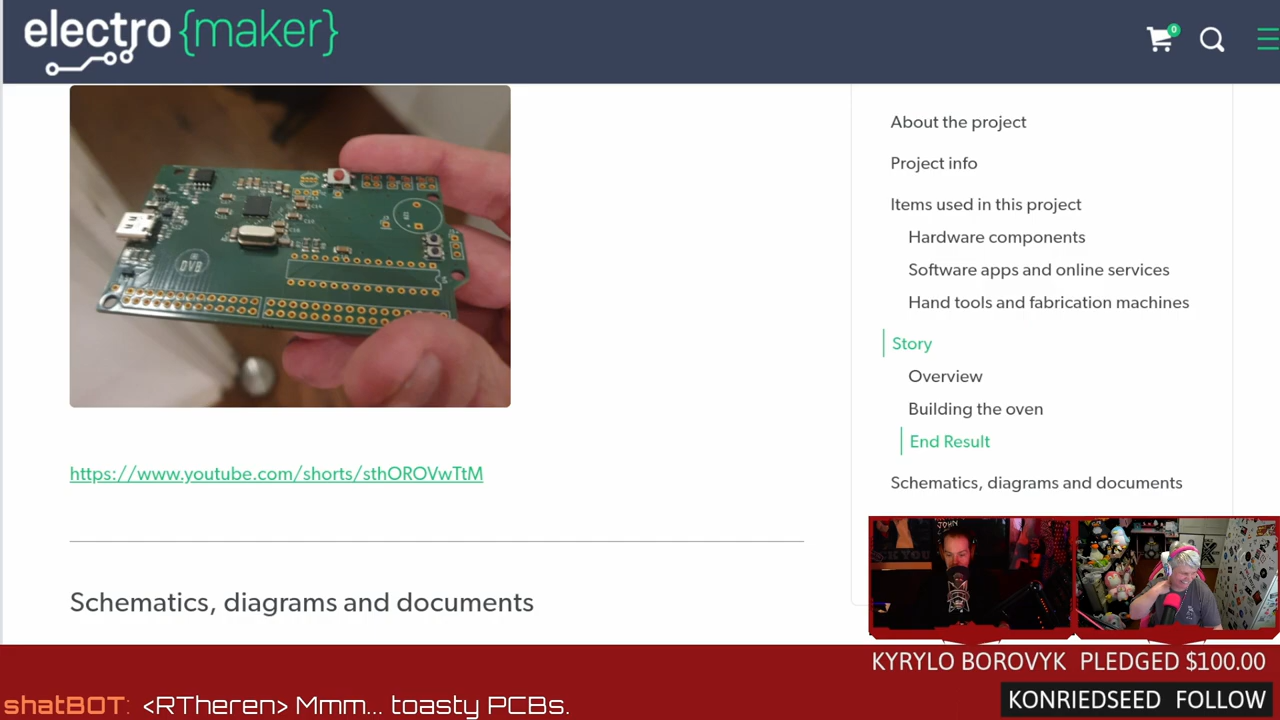 electro {maker}
0
DVB
https://www.youtube.com/shorts/sthOROVwTtM
Schematics, diagrams and documents
About the project
Project info
Items used in this project
Hardware components
Software apps and online services
Hand tools and fabrication machines
Story
Overview
Building the oven
End Result
Schematics, diagrams and documents
JOHN
KYRYLO BOROVYK PLEDGED $100.00
KONRIEDSEED FOLLOW
shatBOT: <RTheren> Mmm... toasty PCBs.